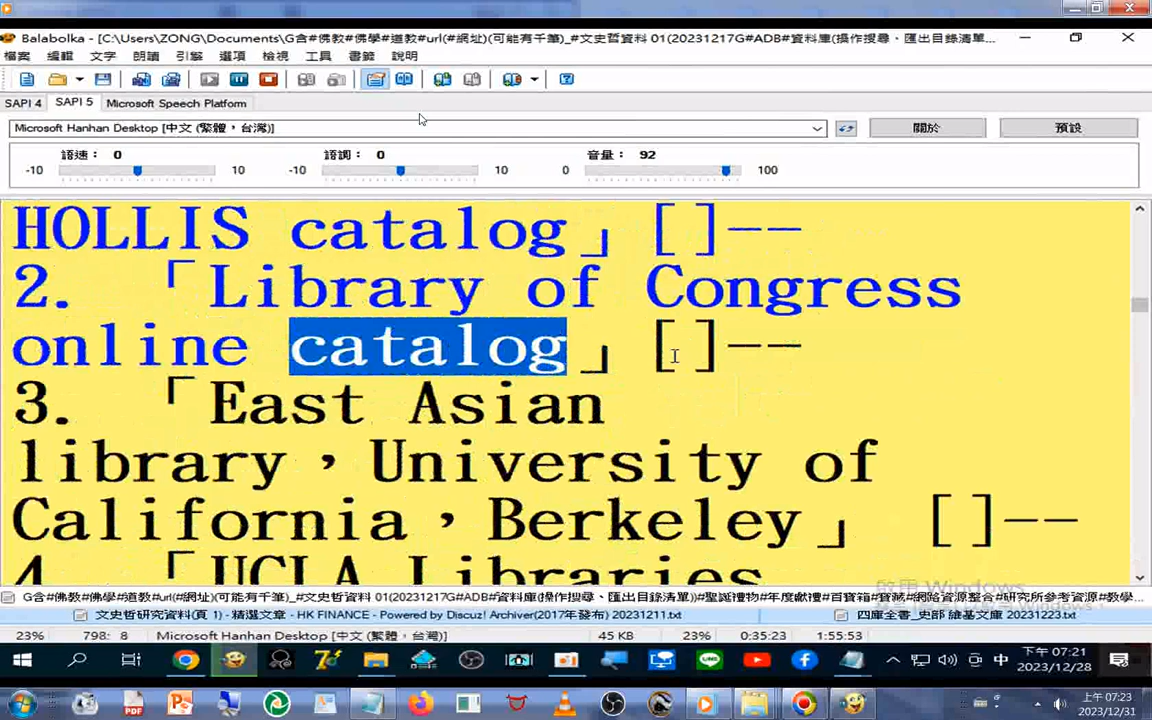 Balabolka - [C:\Users\ZONG\Documents\G含#佛教#佛學#道教#url(#網址)(可能有千筆)_#文史哲資料 01(20231217G#ADB#資料庫(操作搜尋、匯出目錄清單...
檔案 編輯 文字 朗讀 引擎 選項 檢視 工具 書籤 說明
SAPI 4 SAPI 5 Microsoft Speech Platform
Microsoft Hanhan Desktop [中文 (繁體，台灣)] 關於 預設
語速： 0 語調： 0 音量： 92
-10 10 -10 10 0 100
HOLLIS catalog」 []--
2. 「Library of Congress
online catalog」 []--
3. 「East Asian
library，University of
California，Berkeley」 []--
4. 「UCLA Libraries
啟用 Windows
G含#佛教#佛學#道教#url(#網址)(可能有千筆)_#文史哲資料 01(20231217G#ADB#資料庫(操作搜尋、匯出目錄清單))#聖誕禮物#年度獻禮#百寶箱#寶藏#網路資源整合#研究所參考資源#教學...
文史哲研究資料(頁 1) - 精選文章 - HK FINANCE - Powered by Discuz! Archiver(2017年發布) 20231211.txt 四庫全書_史部 維基文庫 20231223.txt
23% 798: 8 Microsoft Hanhan Desktop [中文 (繁體，台灣)] 45 KB 23% 0:35:23 1:55:53
中 下午 07:21
2023/12/28
上午 07:23
2023/12/31